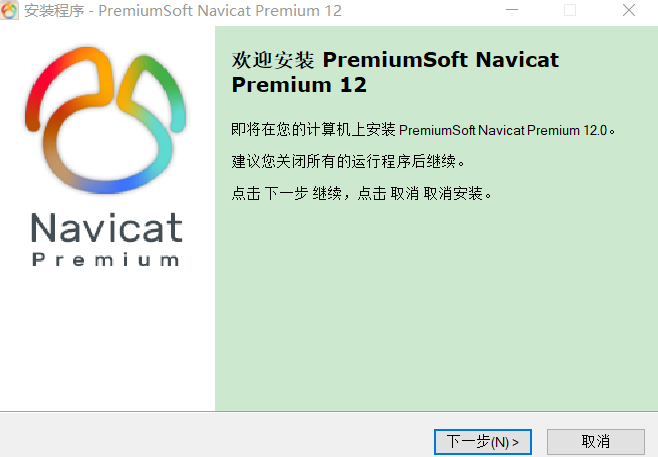 安装程序 - PremiumSoft Navicat Premium 12
Navicat
Premium
欢迎安装 PremiumSoft Navicat
Premium 12
即将在您的计算机上安装 PremiumSoft Navicat Premium 12.0。
建议您关闭所有的运行程序后继续。
点击 下一步 继续，点击 取消 取消安装。
下一步(N) >
取消